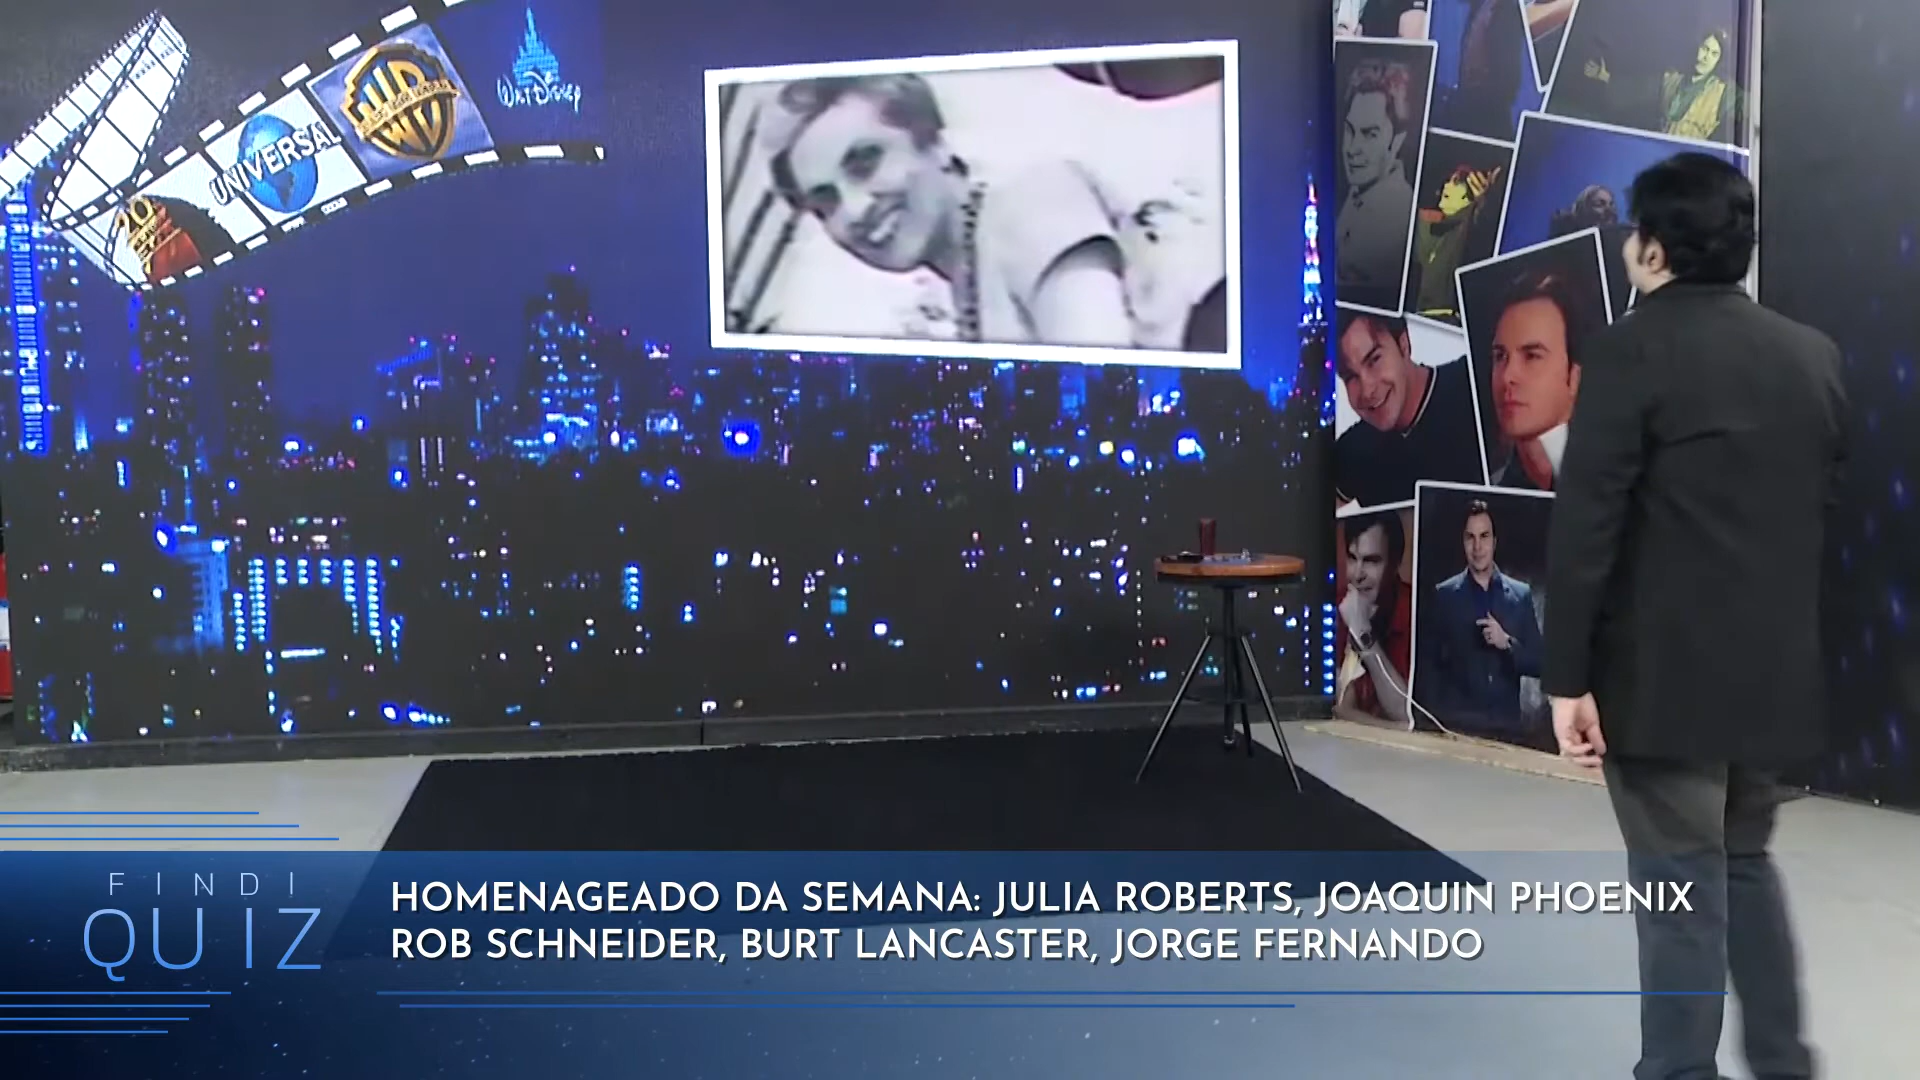 WALT DISNEY
WB
UNIVERSAL
20
FINDI
QUIZ
HOMENAGEADO DA SEMANA: JULIA ROBERTS, JOAQUIN PHOENIX
ROB SCHNEIDER, BURT LANCASTER, JORGE FERNANDO